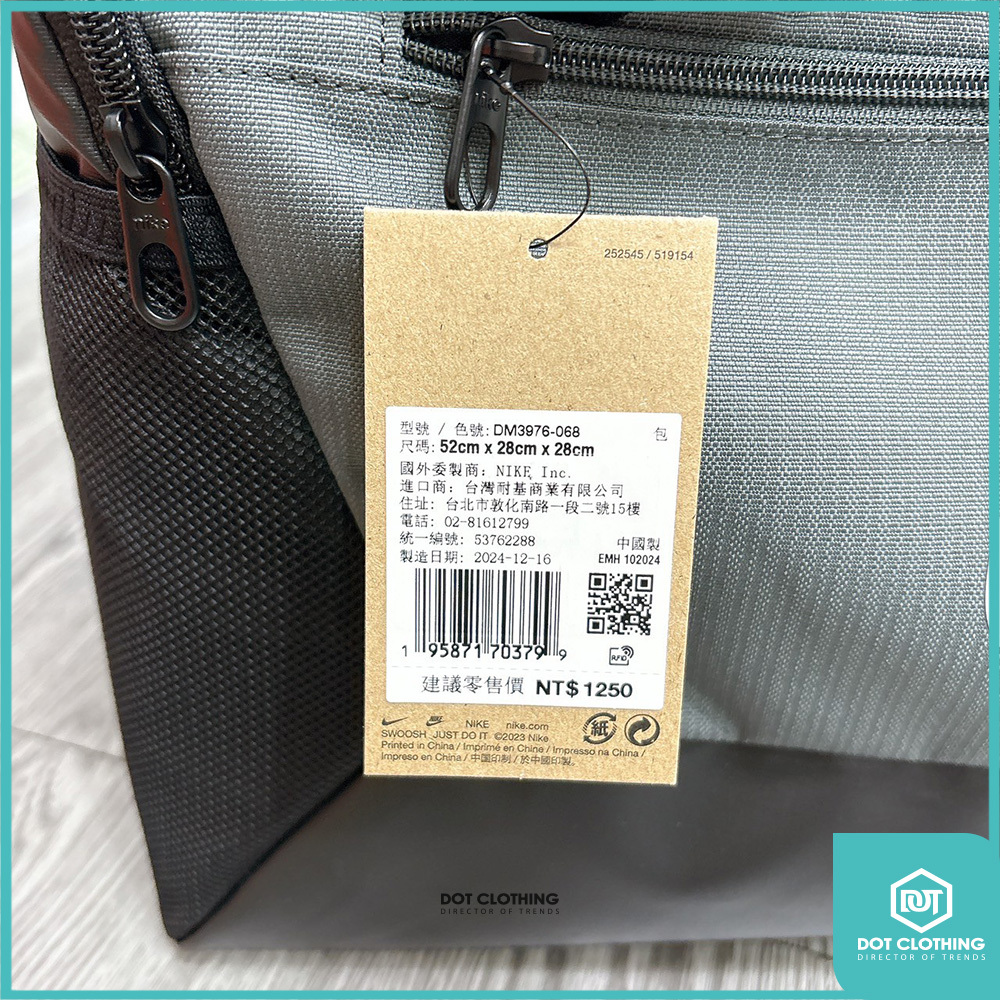 nike
nike
252545 / 519154
型號 / 色號: DM3976-068
包
尺碼: 52cm x 28cm x 28cm
國外委製商: NIKE, Inc.
進口商: 台灣耐基商業有限公司
住址: 台北市敦化南路一段二號15樓
電話: 02-81612799
統一編號: 53762288
中國製
製造日期: 2024-12-16
EMH 102024
1 95871 70379 9
RFID
建議零售價 NT$1250
NIKE nike.com
SWOOSH, JUST DO IT ©2023 Nike
Printed in China / Imprimé en Chine / Impresso na China /
Impreso en China / 中国印制 / 於中國印製。
紙
DOT CLOTHING
DIRECTOR OF TRENDS
DOT
DOT CLOTHING
DIRECTOR OF TRENDS